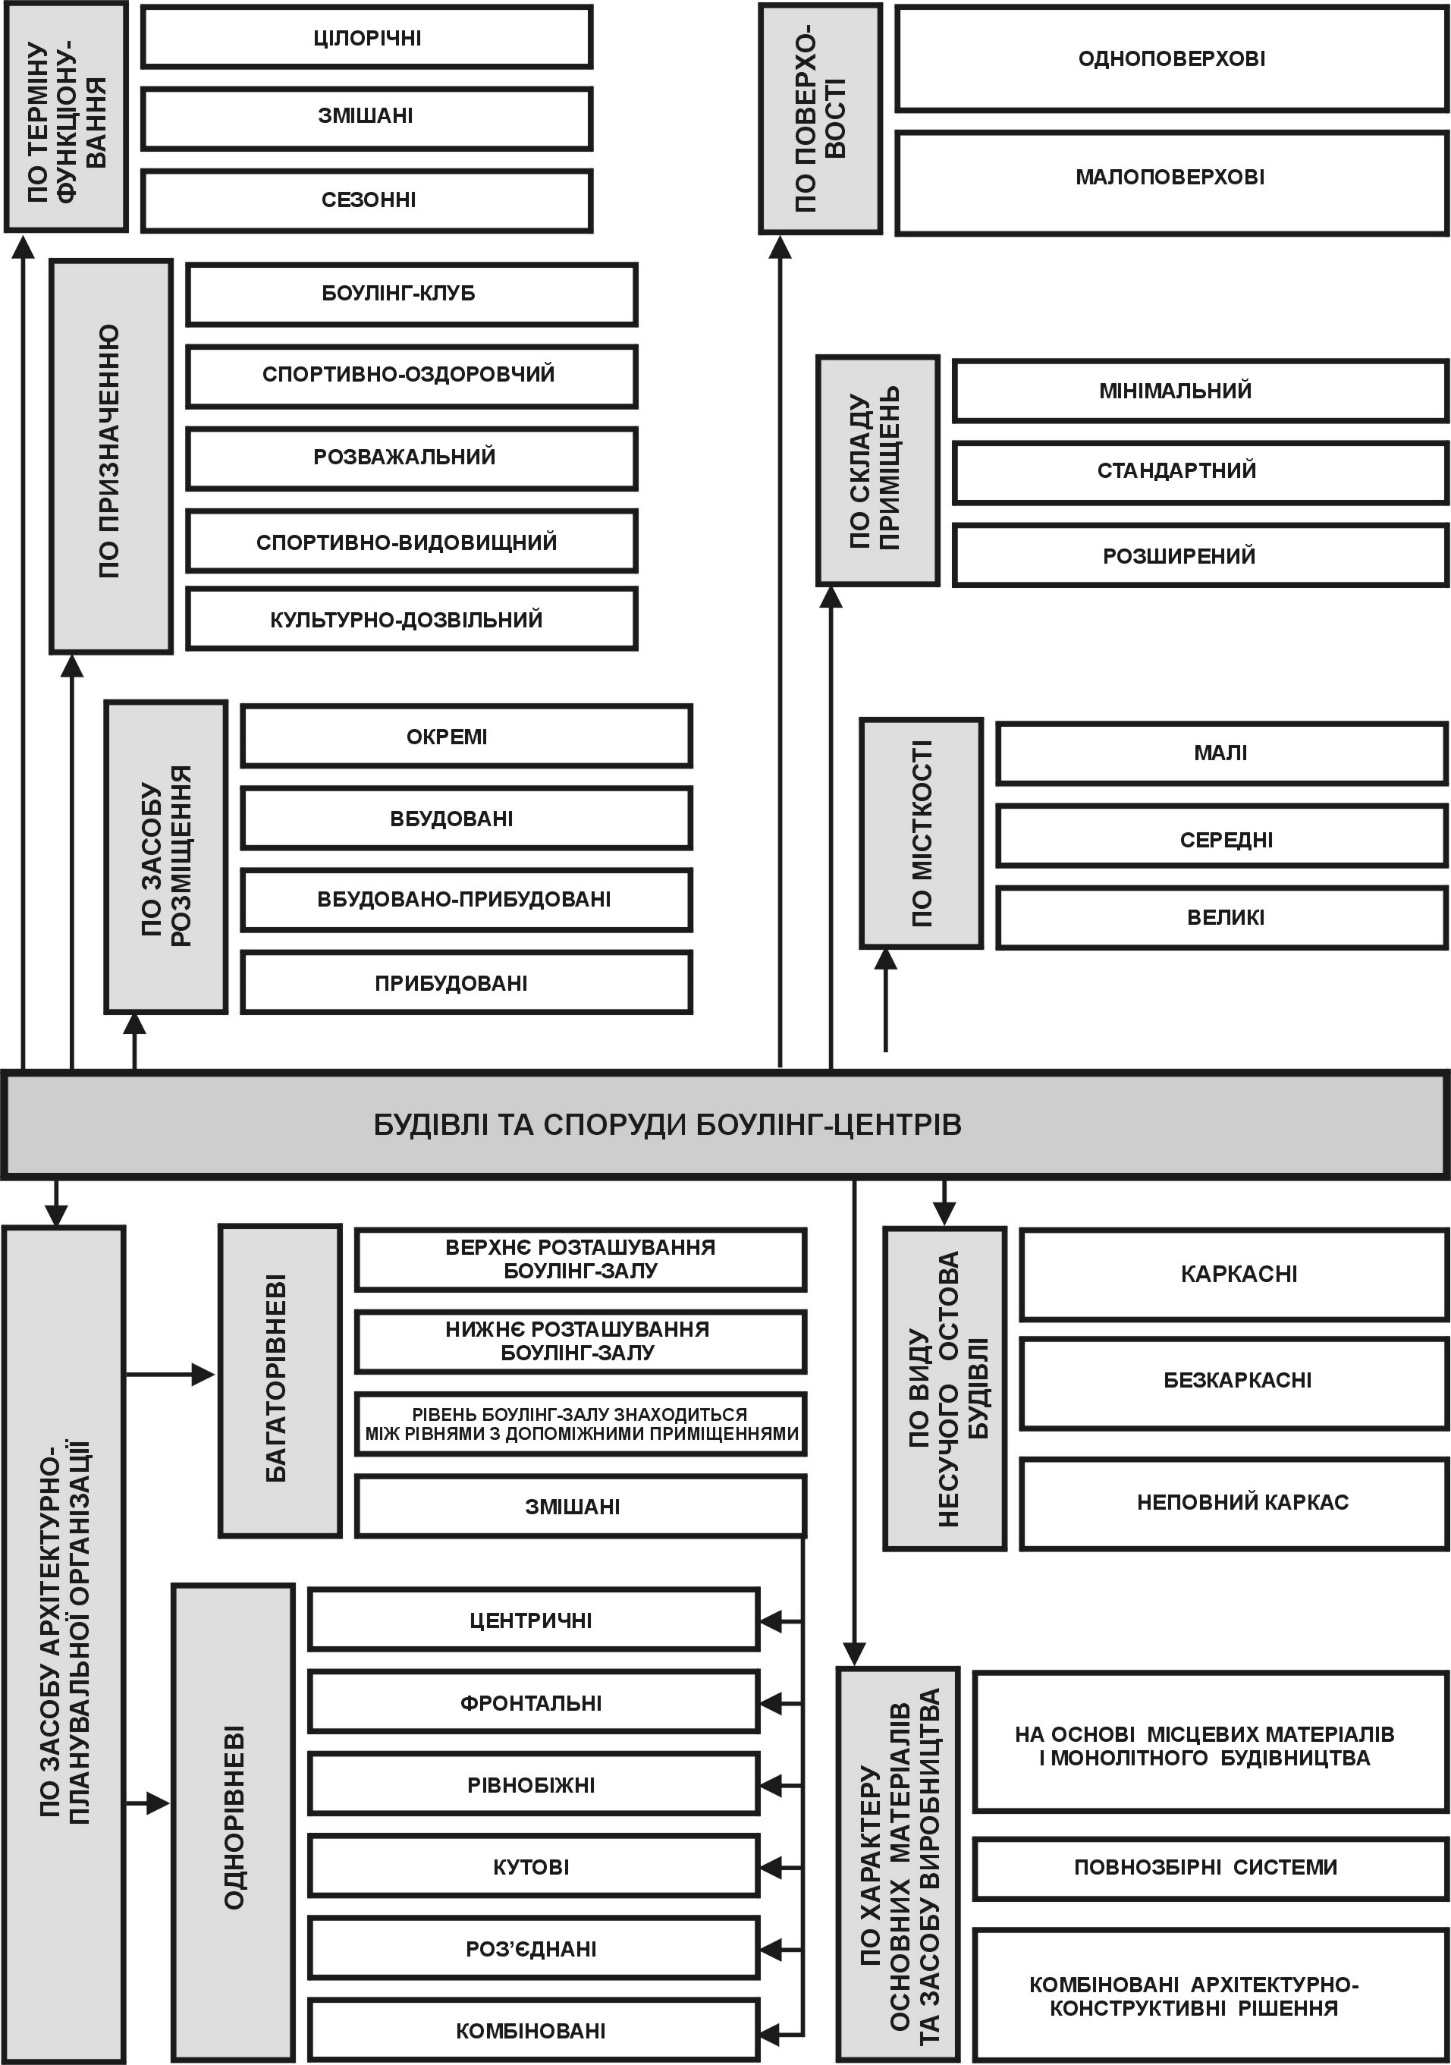 ПО ТЕРМІНУ
ФУНКЦІОНУ-
ВАННЯ
ЦІЛОРІЧНІ
ЗМІШАНІ
СЕЗОННІ
ПО ПРИЗНАЧЕННЮ
БОУЛІНГ-КЛУБ
СПОРТИВНО-ОЗДОРОВЧИЙ
РОЗВАЖАЛЬНИЙ
СПОРТИВНО-ВИДОВИЩНИЙ
КУЛЬТУРНО-ДОЗВІЛЬНИЙ
ПО ЗАСОБУ
РОЗМІЩЕННЯ
ОКРЕМІ
ВБУДОВАНІ
ВБУДОВАНО-ПРИБУДОВАНІ
ПРИБУДОВАНІ
ПО ПОВЕРХО-
ВОСТІ
ОДНОПОВЕРХОВІ
МАЛОПОВЕРХОВІ
ПО СКЛАДУ
ПРИМІЩЕНЬ
МІНІМАЛЬНИЙ
СТАНДАРТНИЙ
РОЗШИРЕНИЙ
ПО МІСТКОСТІ
МАЛІ
СЕРЕДНІ
ВЕЛИКІ
БУДІВЛІ ТА СПОРУДИ БОУЛІНГ-ЦЕНТРІВ
ПО ЗАСОБУ АРХІТЕКТУРНО-
ПЛАНУВАЛЬНОЇ ОРГАНІЗАЦІЇ
БАГАТОРІВНЕВІ
ВЕРХНЄ РОЗТАШУВАННЯ
БОУЛІНГ-ЗАЛУ
НИЖНЄ РОЗТАШУВАННЯ
БОУЛІНГ-ЗАЛУ
РІВЕНЬ БОУЛІНГ-ЗАЛУ ЗНАХОДИТЬСЯ
МІЖ РІВНЯМИ З ДОПОМІЖНИМИ ПРИМІЩЕННЯМИ
ЗМІШАНІ
ОДНОРІВНЕВІ
ЦЕНТРИЧНІ
ФРОНТАЛЬНІ
РІВНОБІЖНІ
КУТОВІ
РОЗ’ЄДНАНІ
КОМБІНОВАНІ
ПО ВИДУ
НЕСУЧОГО ОСТОВА
БУДІВЛІ
КАРКАСНІ
БЕЗКАРКАСНІ
НЕПОВНИЙ КАРКАС
ПО ХАРАКТЕРУ
ОСНОВНИХ МАТЕРІАЛІВ
ТА ЗАСОБУ ВИРОБНИЦТВА
НА ОСНОВІ МІСЦЕВИХ МАТЕРІАЛІВ
І МОНОЛІТНОГО БУДІВНИЦТВА
ПОВНОЗБІРНІ СИСТЕМИ
КОМБІНОВАНІ АРХІТЕКТУРНО-
КОНСТРУКТИВНІ РІШЕННЯ